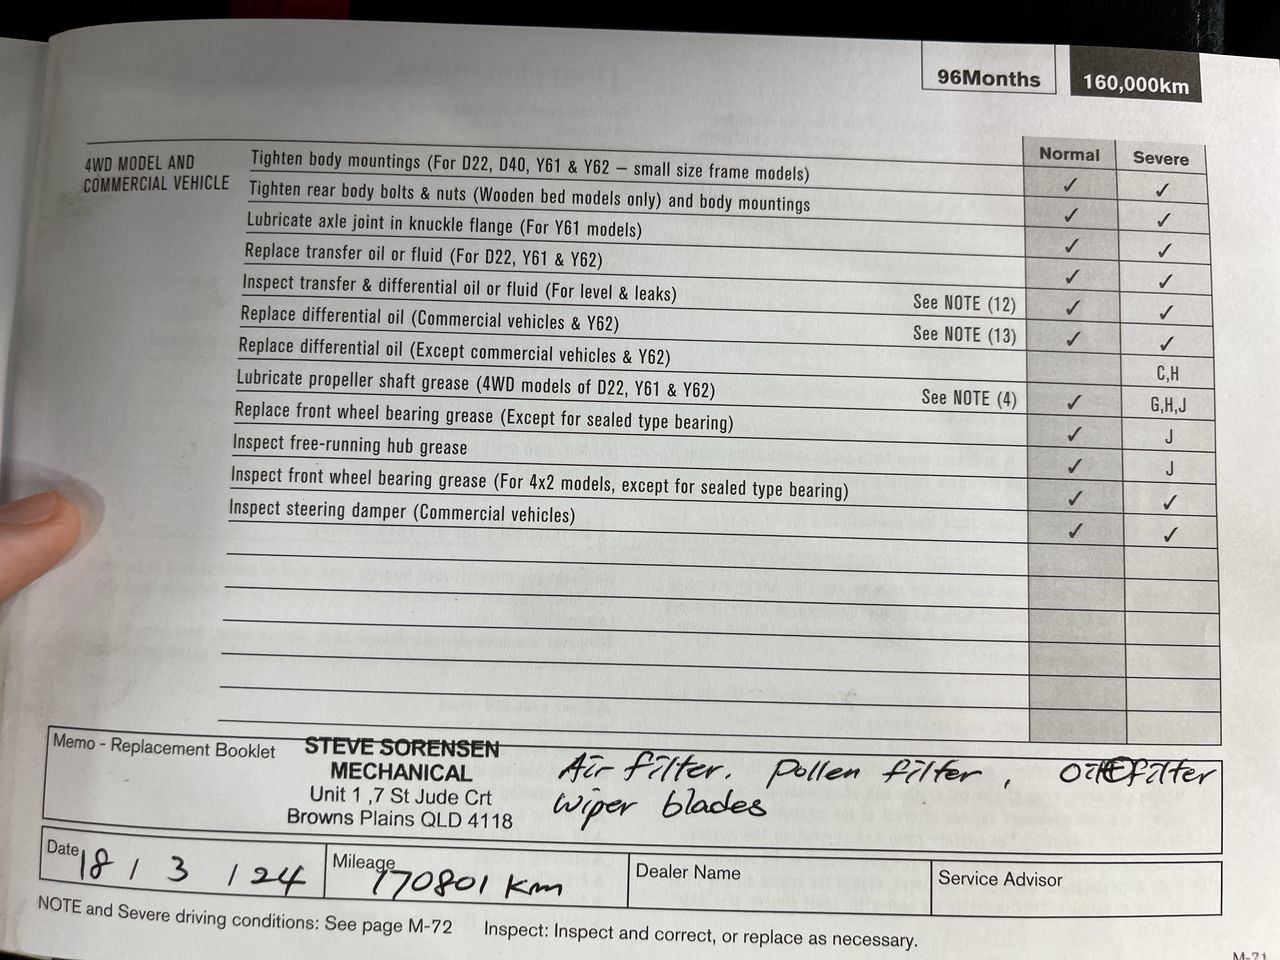 96Months 160,000km
Normal Severe
4WD MODEL AND
COMMERCIAL VEHICLE
Tighten body mountings (For D22, D40, Y61 & Y62 – small size frame models) ✓ ✓
Tighten rear body bolts & nuts (Wooden bed models only) and body mountings ✓ ✓
Lubricate axle joint in knuckle flange (For Y61 models) ✓ ✓
Replace transfer oil or fluid (For D22, Y61 & Y62) ✓ ✓
Inspect transfer & differential oil or fluid (For level & leaks) See NOTE (12) ✓ ✓
Replace differential oil (Commercial vehicles & Y62) See NOTE (13) ✓ ✓
Replace differential oil (Except commercial vehicles & Y62) C,H
Lubricate propeller shaft grease (4WD models of D22, Y61 & Y62) See NOTE (4) ✓ G,H,J
Replace front wheel bearing grease (Except for sealed type bearing) ✓ J
Inspect free-running hub grease ✓ J
Inspect front wheel bearing grease (For 4x2 models, except for sealed type bearing) ✓ ✓
Inspect steering damper (Commercial vehicles) ✓ ✓
Memo - Replacement Booklet
STEVE SORENSEN
MECHANICAL
Unit 1 ,7 St Jude Crt
Browns Plains QLD 4118
Air filter. pollen filter, oil filter
wiper blades
Date 18 / 3 / 24
Mileage 170801 km
Dealer Name
Service Advisor
NOTE and Severe driving conditions: See page M-72 Inspect: Inspect and correct, or replace as necessary.
M-71